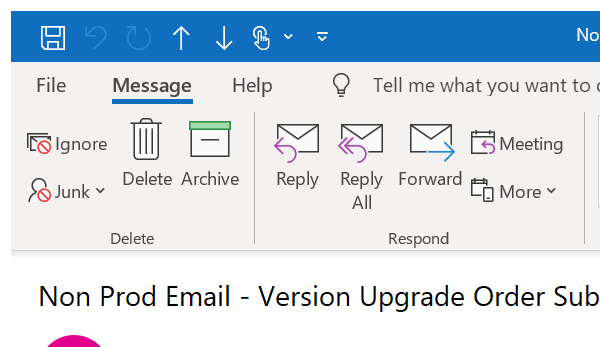 No
File Message Help Tell me what you want to
Ignore
Junk
Delete
Archive
Reply
Reply All
Forward
Meeting
More
Delete
Respond
Non Prod Email - Version Upgrade Order Sub